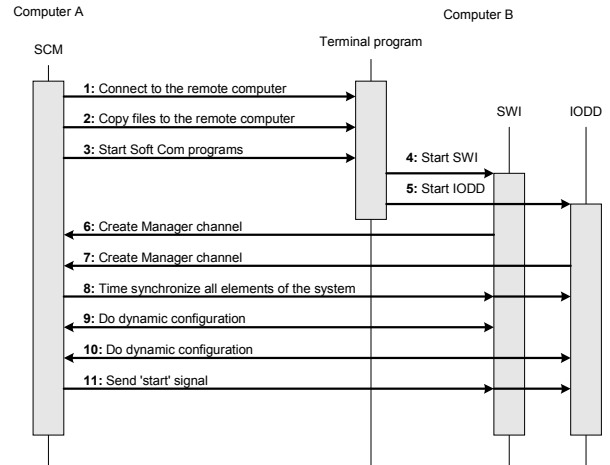 Computer A
Computer B
SCM
Terminal program
SWI
IODD
1: Connect to the remote computer
2: Copy files to the remote computer
3: Start Soft Com programs
4: Start SWI
5: Start IODD
6: Create Manager channel
7: Create Manager channel
8: Time synchronize all elements of the system
9: Do dynamic configuration
10: Do dynamic configuration
11: Send 'start' signal